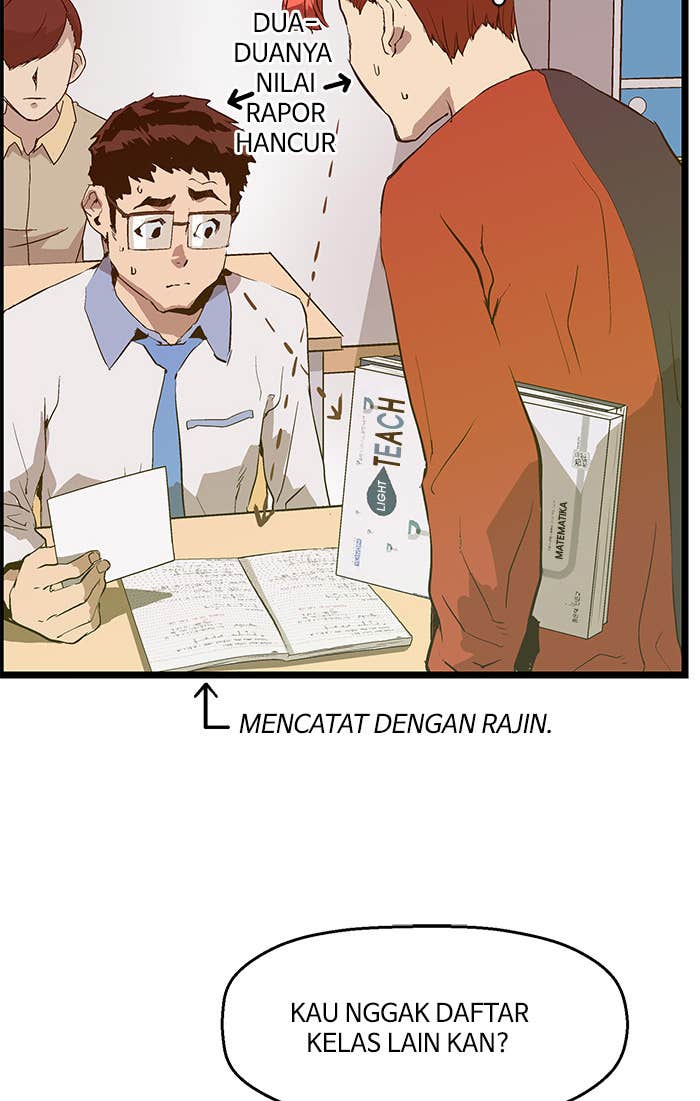 DUA-
DUANYA
NILAI
RAPOR
HANCUR
LIGHT
TEACH
MATEMATIKA
MENCATAT DENGAN RAJIN.
KAU NGGAK DAFTAR
KELAS LAIN KAN?